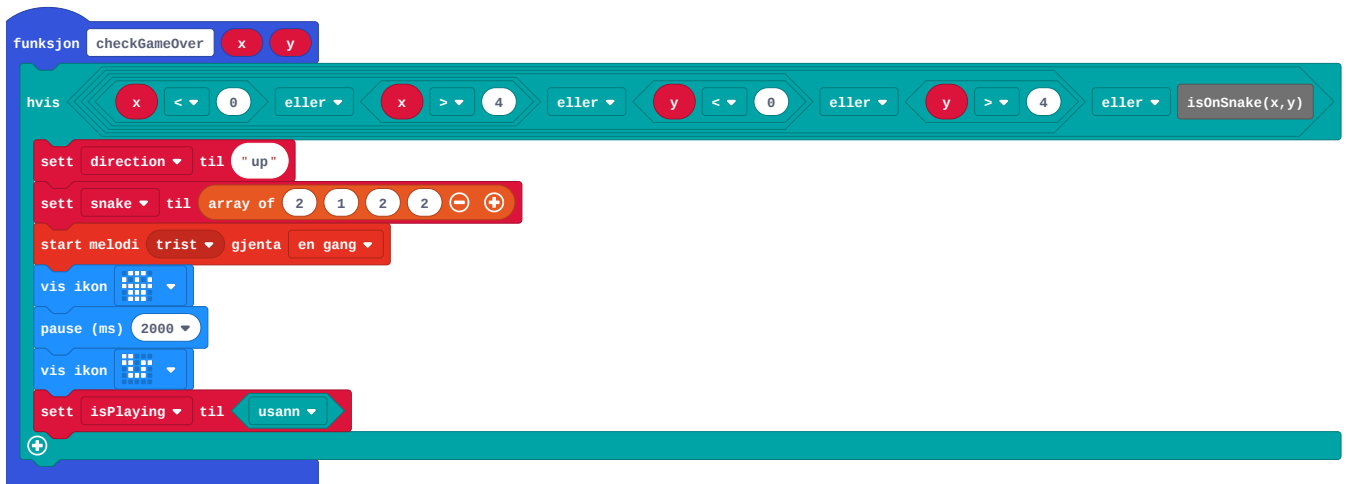 funksjon checkGameOver x y
hvis x < 0 eller x > 4 eller y < 0 eller y > 4 eller isOnSnake(x,y)
sett direction til "up"
sett snake til array of 2 1 2 2
start melodi trist gjenta en gang
vis ikon
pause (ms) 2000
vis ikon
sett isPlaying til usann